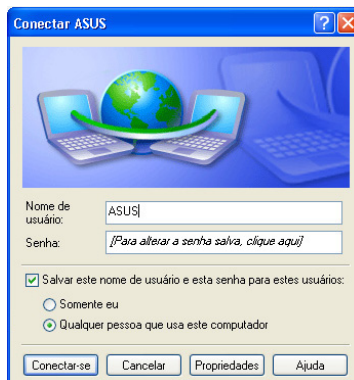 Conectar ASUS
Nome de usuário:
ASUS
Senha:
[Para alterar a senha salva, clique aqui]
Salvar este nome de usuário e esta senha para estes usuários:
Somente eu
Qualquer pessoa que usa este computador
Conectar-se Cancelar Propriedades Ajuda